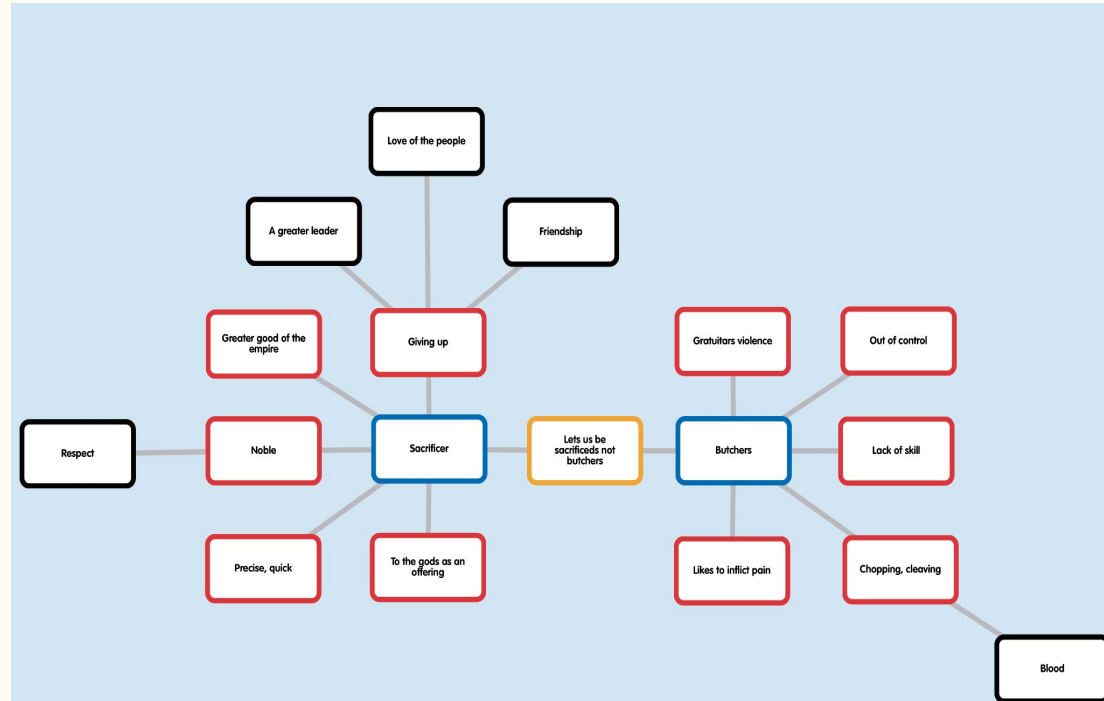 Love of the people
A greater leader
Friendship
Greater good of the
empire
Giving up
Gratuitars violence
Out of control
Respect
Noble
Sacrificer
Lets us be
sacrificeds not
butchers
Butchers
Lack of skill
Precise, quick
To the gods as an
offering
Likes to inflict pain
Chopping, cleaving
Blood